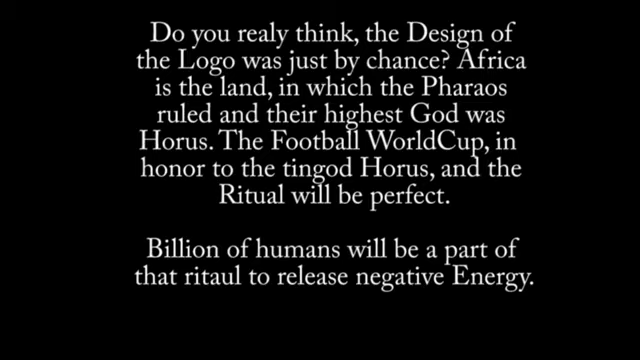 Do you realy think, the Design of
the Logo was just by chance? Africa
is the land, in which the Pharaos
ruled and their highest God was
Horus. The Football WorldCup, in
honor to the tingod Horus, and the
Ritual will be perfect.
Billion of humans will be a part of
that ritaul to release negative Energy.